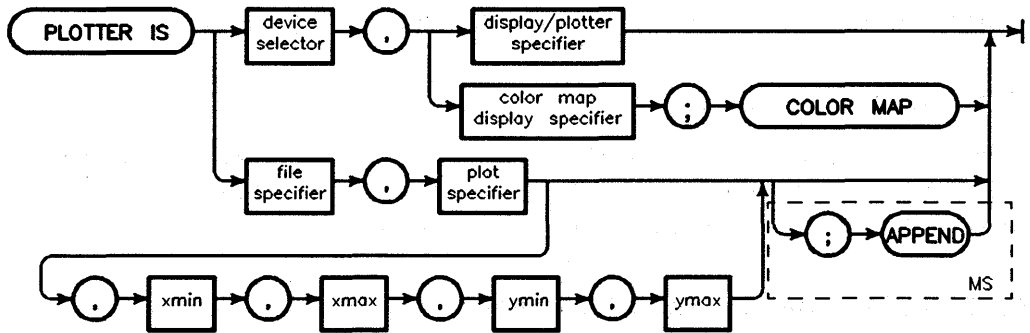 PLOTTER IS
device
selector
,
display/plotter
specifier
color map
display specifier
;
COLOR MAP
file
specifier
,
plot
specifier
;
APPEND
MS
,
xmin
,
xmax
,
ymin
,
ymax